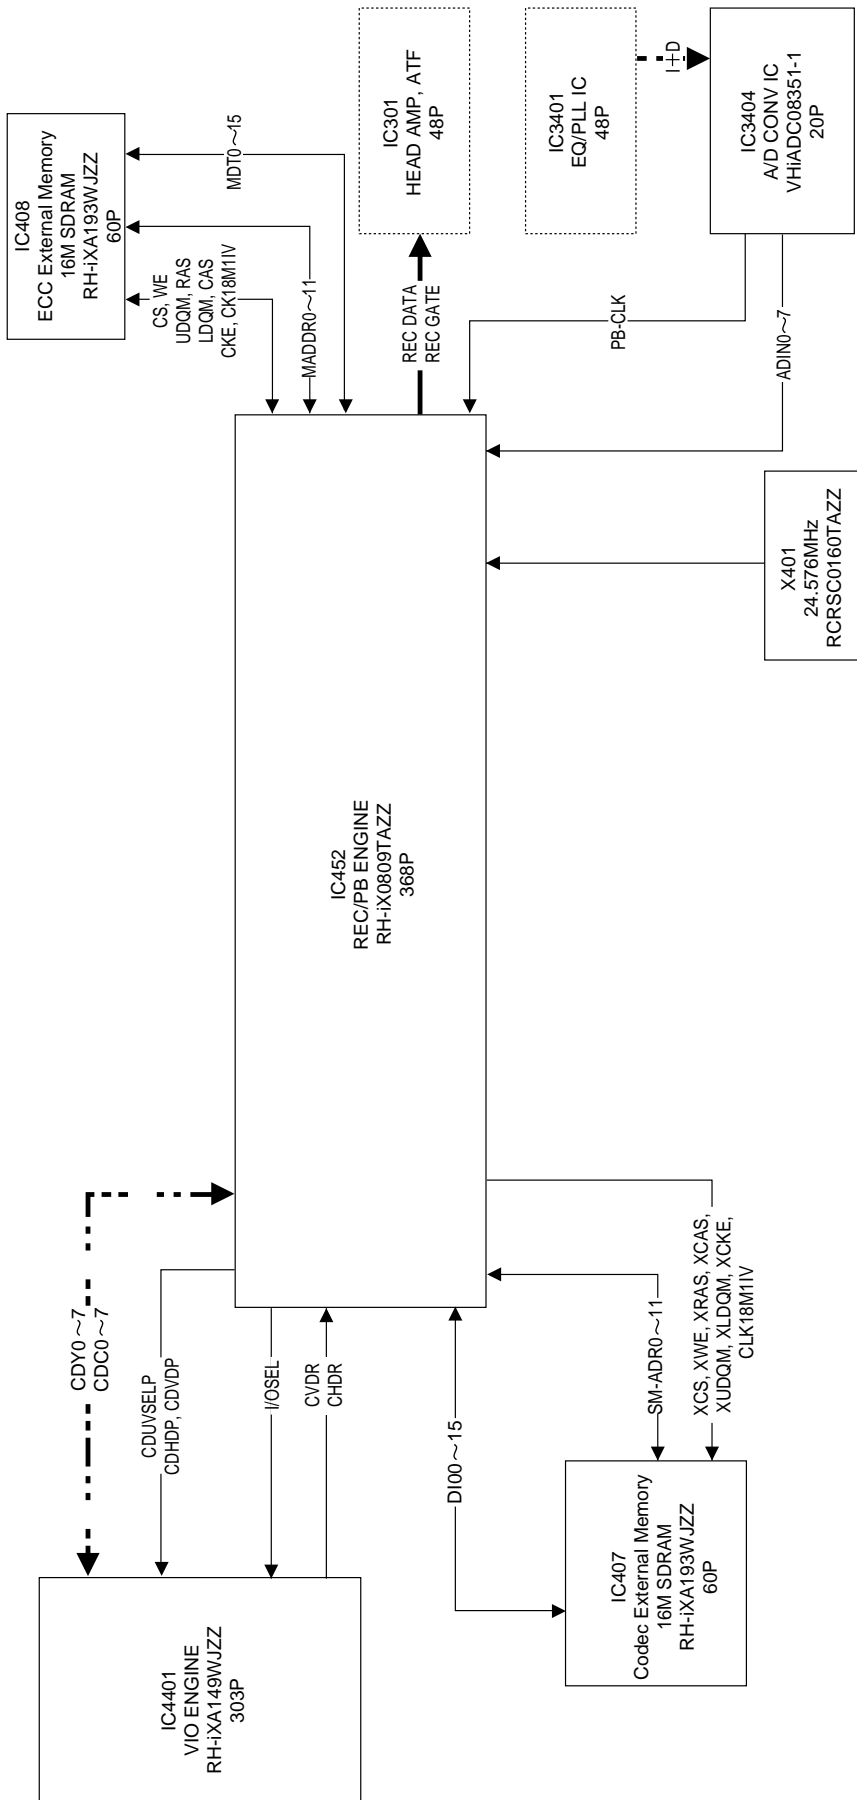 IC408
ECC External Memory
16M SDRAM
RH-iXA193WJZZ
60P
CS, WE
UDQM, RAS
LDQM, CAS
CKE, CK18M1IV
MADDR0～11
MDT0～15
IC301
HEAD AMP, ATF
48P
REC DATA
REC GATE
IC3401
EQ/PLL IC
48P
I+D
IC3404
A/D CONV IC
VHiADC08351-1
20P
PB-CLK
ADIN0～7
X401
24.576MHz
RCRSC0160TAZZ
IC452
REC/PB ENGINE
RH-iX0809TAZZ
368P
CDY0～7
CDC0～7
CDUVSELP
CDHDP, CDVDP
I/OSEL
CVDR
CHDR
IC4401
VIO ENGINE
RH-iXA149WJZZ
303P
DI00～15
SM-ADR0～11
XCS, XWE, XRAS, XCAS,
XUDQM, XLDQM, XCKE,
CLK18M1IV
IC407
Codec External Memory
16M SDRAM
RH-iXA193WJZZ
60P